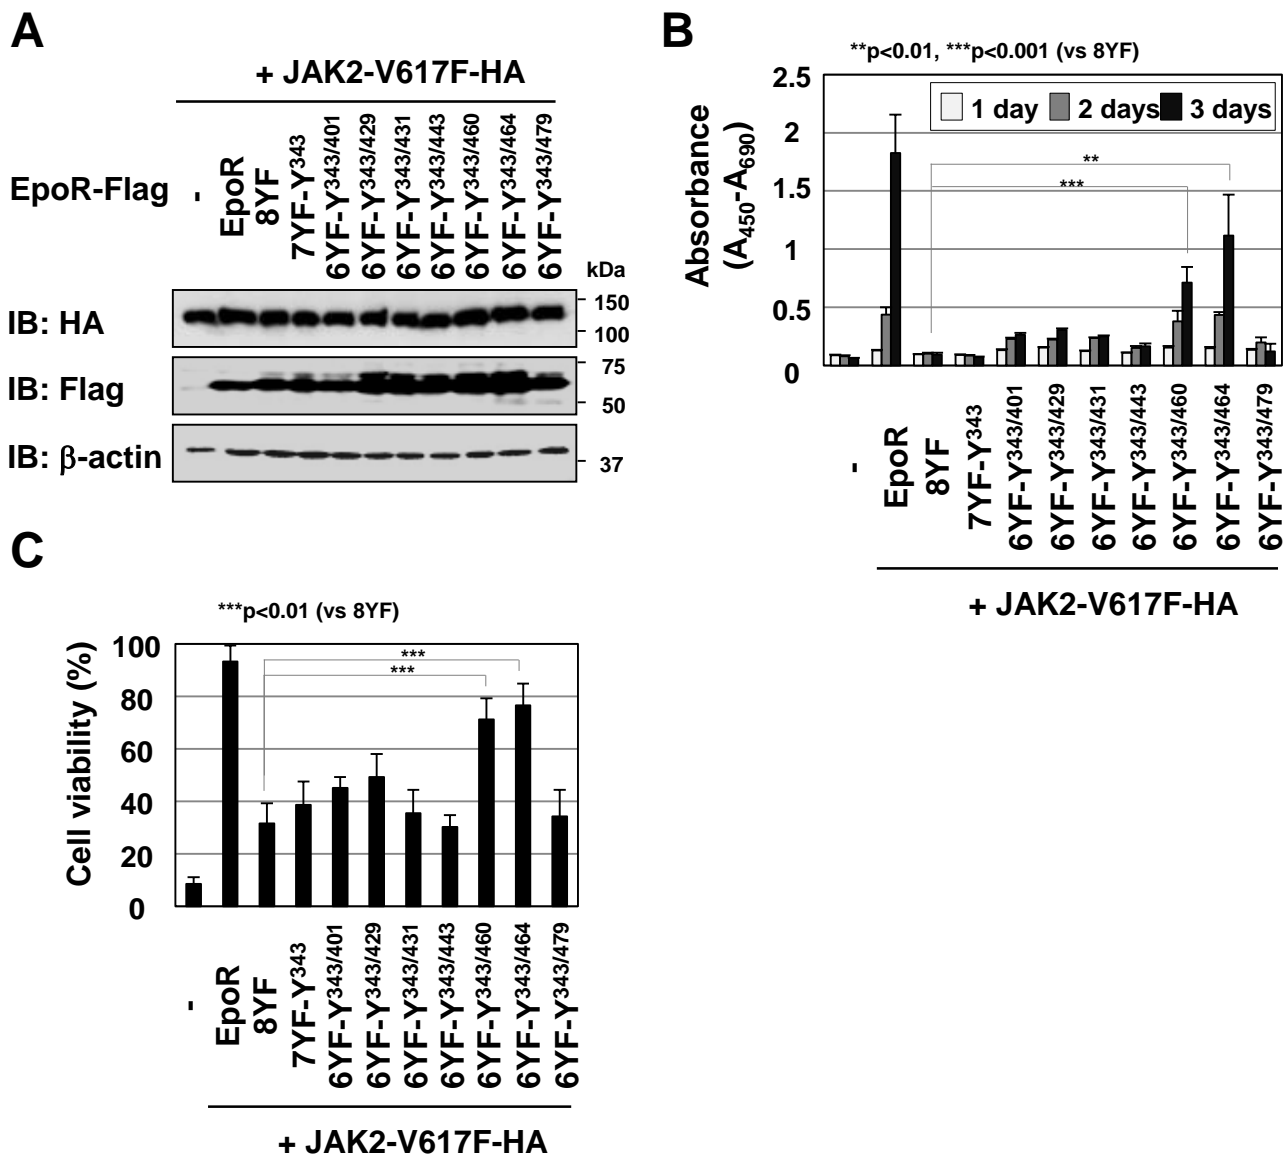 A
+ JAK2-V617F-HA
EpoR-Flag
-
EpoR
8YF
7YF-Y343
6YF-Y343/401
6YF-Y343/429
6YF-Y343/431
6YF-Y343/443
6YF-Y343/460
6YF-Y343/464
6YF-Y343/479
kDa
IB: HA
150
100
IB: Flag
75
50
IB: β-actin
37
B
**p<0.01, ***p<0.001 (vs 8YF)
Absorbance
(A450-A690)
2.5
2
1.5
1
0.5
0
1 day
2 days
3 days
**
***
-
EpoR
8YF
7YF-Y343
6YF-Y343/401
6YF-Y343/429
6YF-Y343/431
6YF-Y343/443
6YF-Y343/460
6YF-Y343/464
6YF-Y343/479
+ JAK2-V617F-HA
C
***p<0.01 (vs 8YF)
Cell viability (%)
100
80
60
40
20
0
***
***
-
EpoR
8YF
7YF-Y343
6YF-Y343/401
6YF-Y343/429
6YF-Y343/431
6YF-Y343/443
6YF-Y343/460
6YF-Y343/464
6YF-Y343/479
+ JAK2-V617F-HA